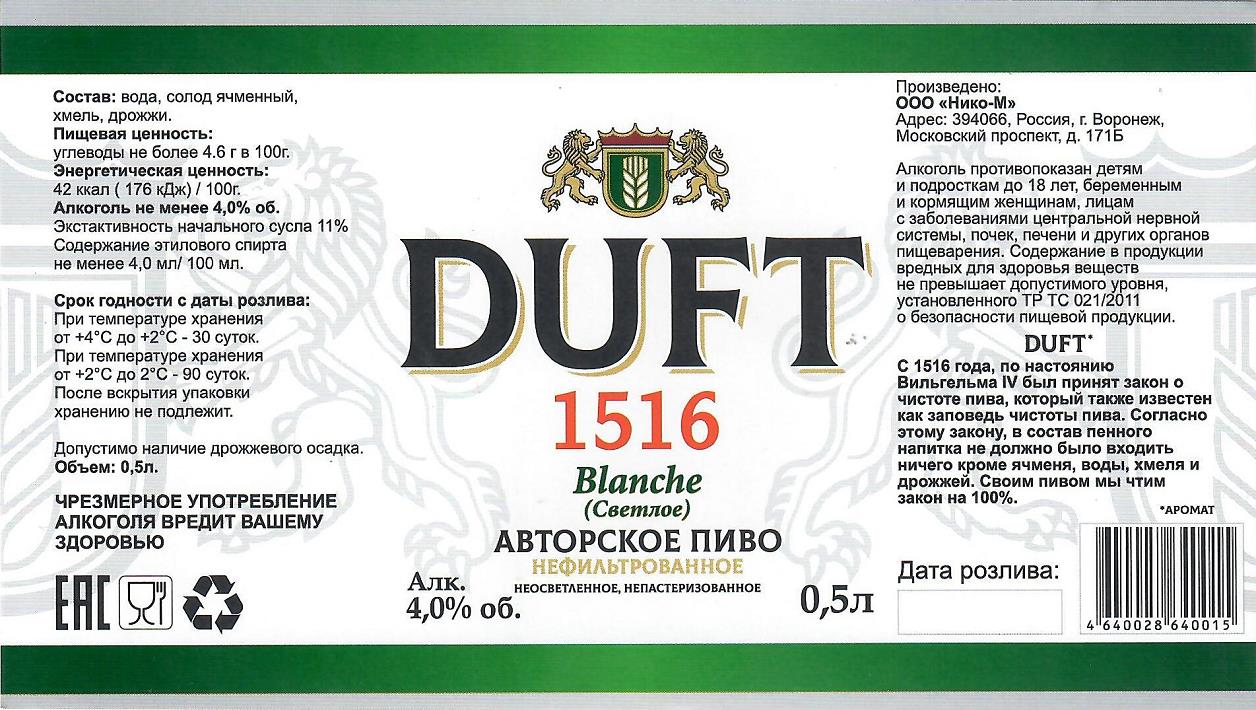 Состав: вода, солод ячменный,
хмель, дрожжи.
Пищевая ценность:
углеводы не более 4.6 г в 100г.
Энергетическая ценность:
42 ккал ( 176 кДж) / 100г.
Алкоголь не менее 4,0% об.
Экстактивность начального сусла 11%
Содержание этилового спирта
не менее 4,0 мл/ 100 мл.
Срок годности с даты розлива:
При температуре хранения
от +4°С до +2°С - 30 суток.
При температуре хранения
от +2°С до 2°С - 90 суток.
После вскрытия упаковки
хранению не подлежит.
Допустимо наличие дрожжевого осадка.
Объем: 0,5л.
ЧРЕЗМЕРНОЕ УПОТРЕБЛЕНИЕ
АЛКОГОЛЯ ВРЕДИТ ВАШЕМУ
ЗДОРОВЬЮ
EAC
DUFT
1516
Blanche
(Светлое)
АВТОРСКОЕ ПИВО
НЕФИЛЬТРОВАННОЕ
НЕОСВЕТЛЕННОЕ, НЕПАСТЕРИЗОВАННОЕ
Алк.
4,0% об.
0,5л
Произведено:
ООО «Нико-М»
Адрес: 394066, Россия, г. Воронеж,
Московский проспект, д. 171Б
Алкоголь противопоказан детям
и подросткам до 18 лет, беременным
и кормящим женщинам, лицам
с заболеваниями центральной нервной
системы, почек, печени и других органов
пищеварения. Содержание в продукции
вредных для здоровья веществ
не превышает допустимого уровня,
установленного ТР ТС 021/2011
о безопасности пищевой продукции.
DUFT*
С 1516 года, по настоянию
Вильгельма IV был принят закон о
чистоте пива, который также известен
как заповедь чистоты пива. Согласно
этому закону, в состав пенного
напитка не должно было входить
ничего кроме ячменя, воды, хмеля и
дрожжей. Своим пивом мы чтим
закон на 100%.
*АРОМАТ
Дата розлива:
4 640028 640015